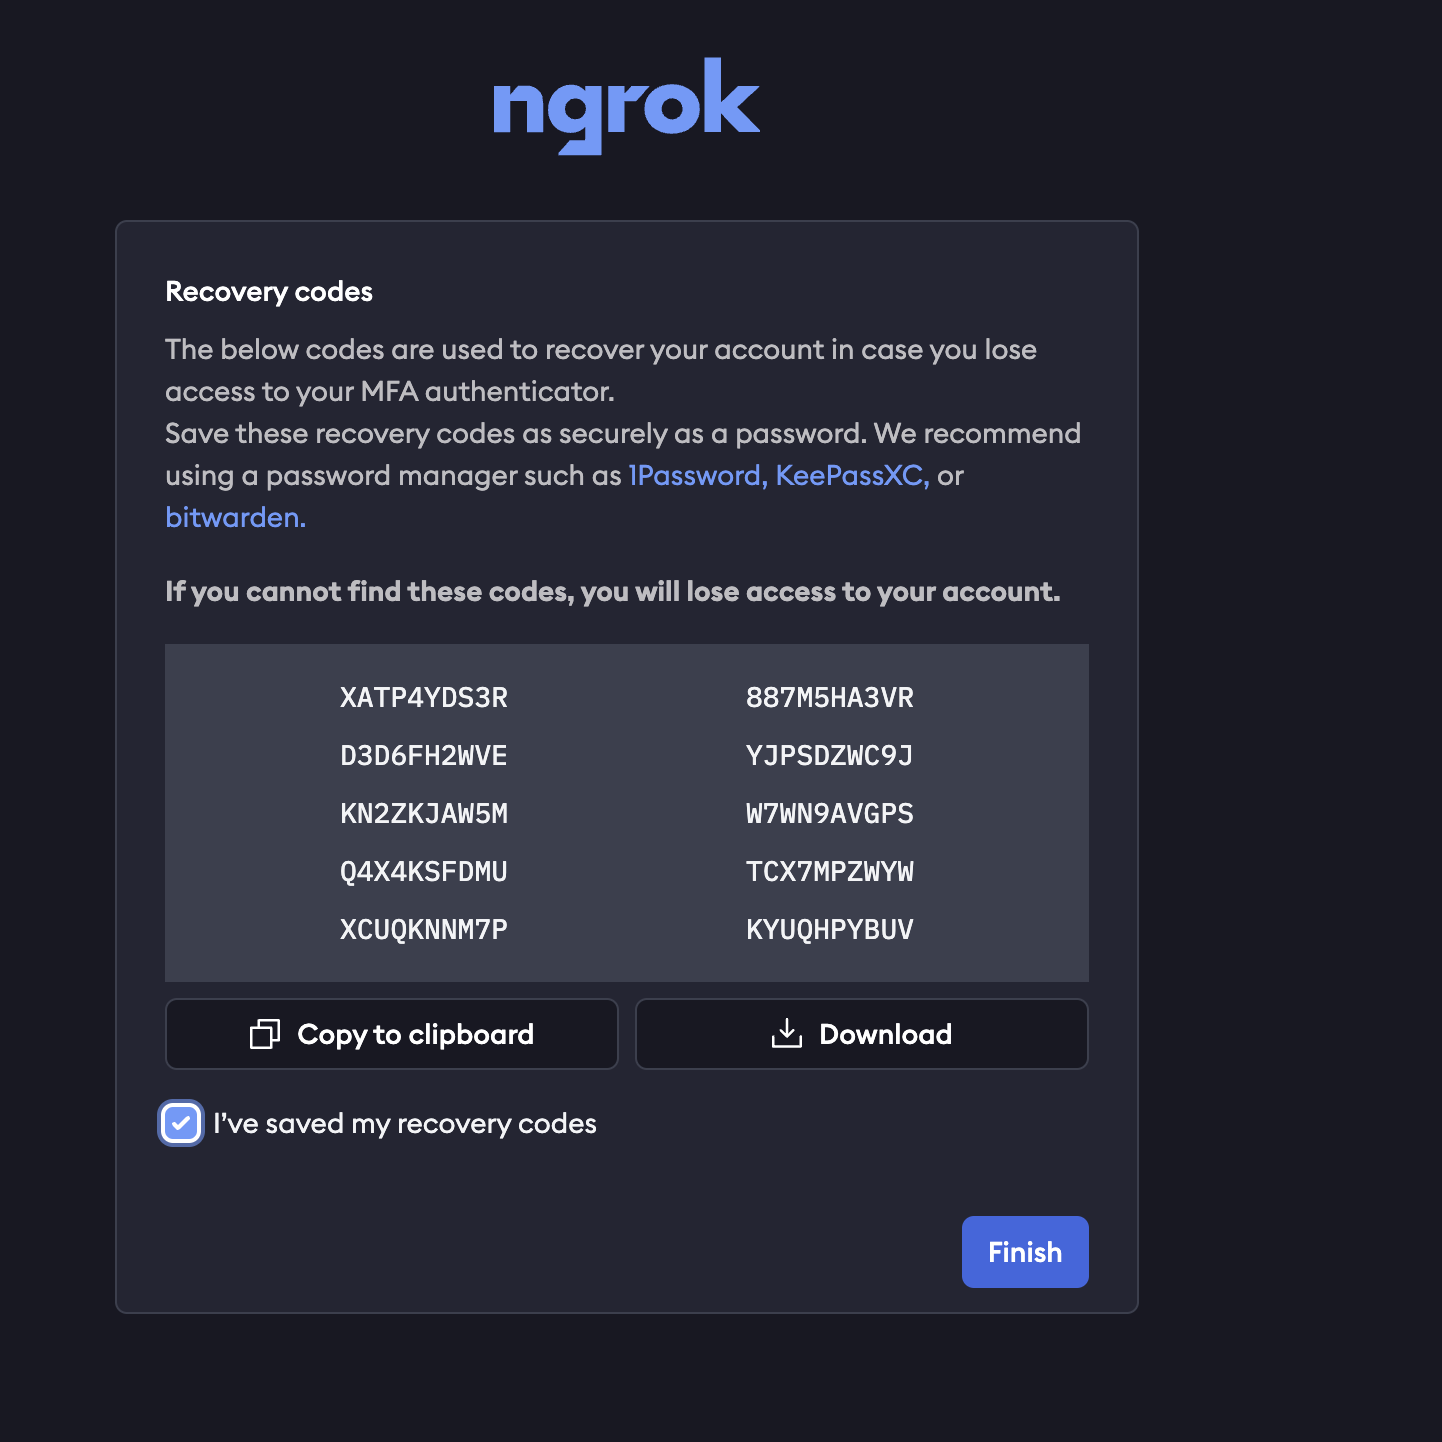 ngrok
Recovery codes
The below codes are used to recover your account in case you lose
access to your MFA authenticator.
Save these recovery codes as securely as a password. We recommend
using a password manager such as 1Password, KeePassXC, or
bitwarden.
If you cannot find these codes, you will lose access to your account.
XATP4YDS3R 887M5HA3VR
D3D6FH2WVE YJPSDZWC9J
KN2ZKJAW5M W7WN9AVGPS
Q4X4KSFDMU TCX7MPZWYW
XCUQKNNM7P KYUQHPYBUV
Copy to clipboard Download
I’ve saved my recovery codes
Finish